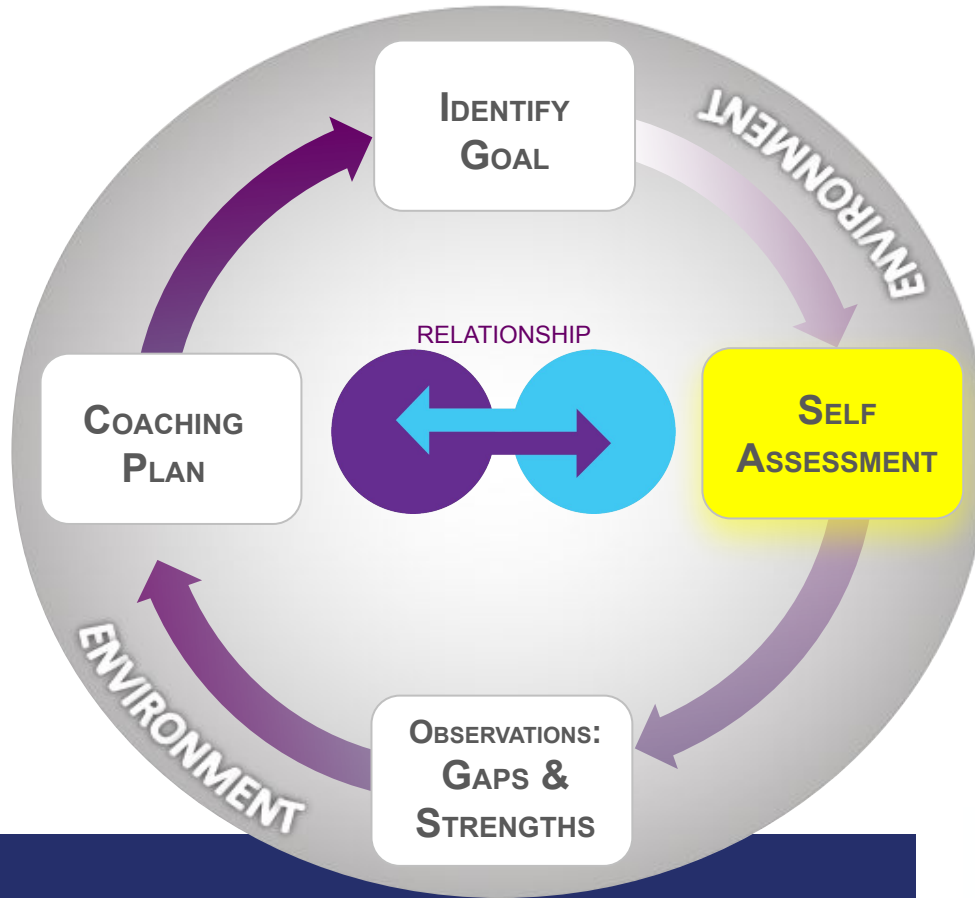 IDENTIFY
GOAL
ENVIRONMENT
RELATIONSHIP
COACHING
PLAN
SELF
ASSESSMENT
ENVIRONMENT
OBSERVATIONS:
GAPS &
STRENGTHS